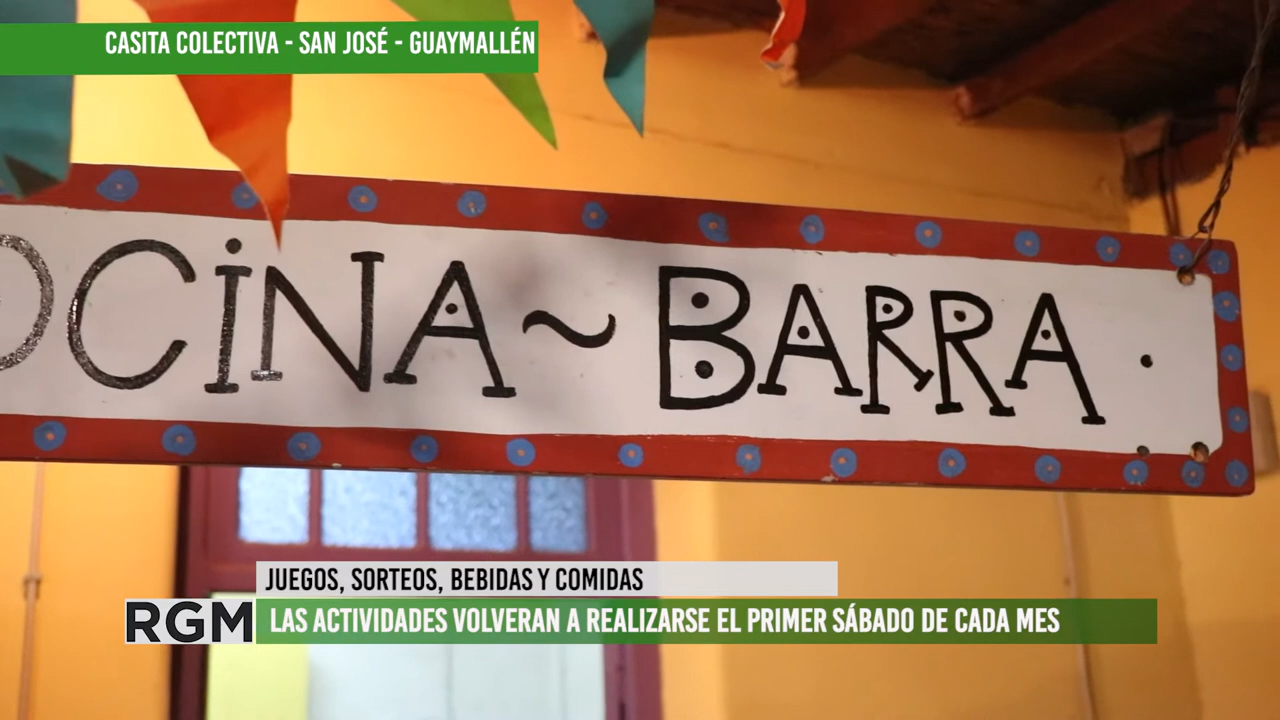 CASITA COLECTIVA - SAN JOSÉ - GUAYMALLÉN
OCiNA ~ BARRA .
JUEGOS, SORTEOS, BEBIDAS Y COMIDAS
RGM
LAS ACTIVIDADES VOLVERAN A REALIZARSE EL PRIMER SÁBADO DE CADA MES